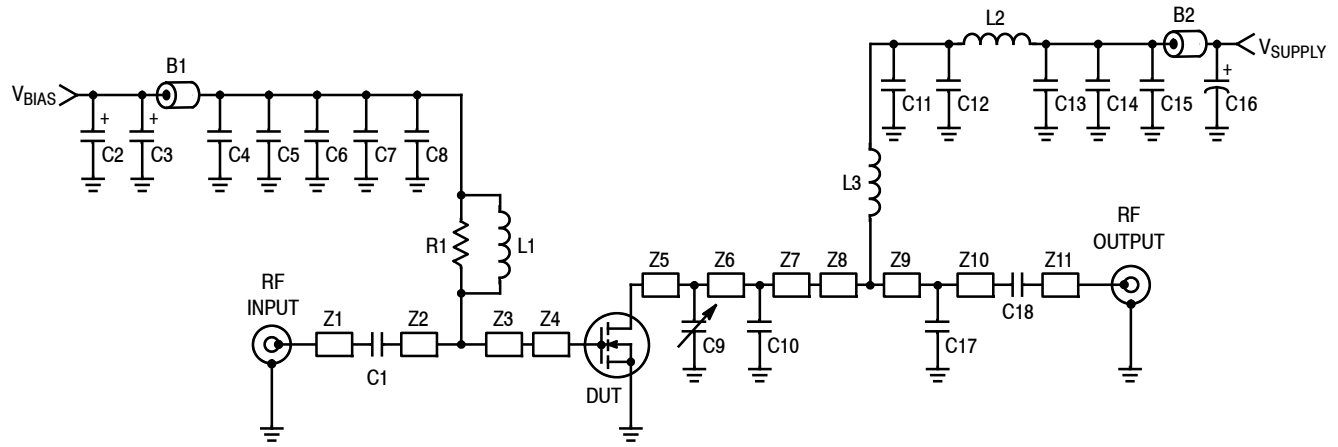 L2
B2
V_SUPPLY
+
C11 C12 C13 C14 C15 C16
B1
V_BIAS
+ +
C2 C3 C4 C5 C6 C7 C8
L3
R1 L1
RF
INPUT
RF
OUTPUT
Z5 Z6 Z7 Z8 Z9 Z10 Z11
C9 C10 C17 C18
Z1 Z2 Z3 Z4
C1
DUT